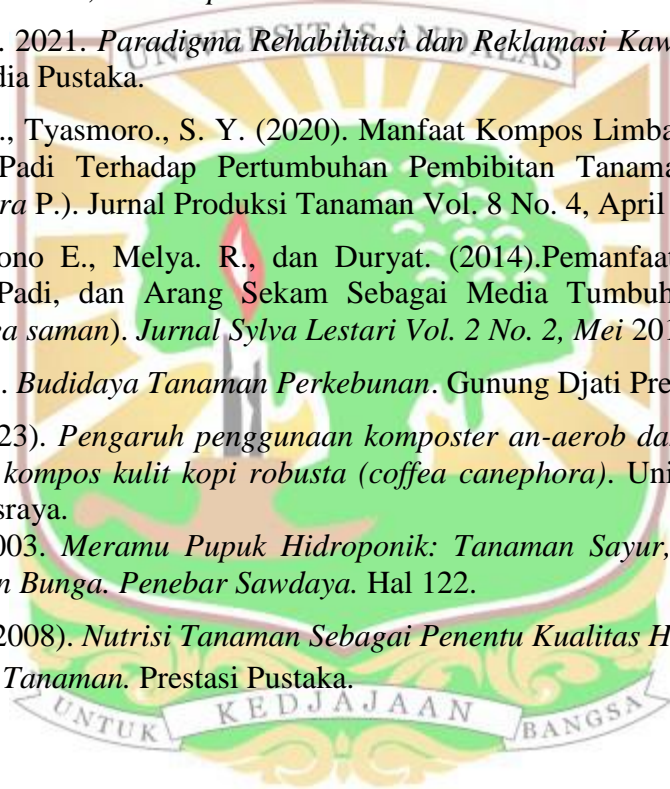 UNIVERSITAS ANDALAS
. 2021. Paradigma Rehabilitasi dan Reklamasi Kaw
dia Pustaka.
., Tyasmoro., S. Y. (2020). Manfaat Kompos Limba
Padi Terhadap Pertumbuhan Pembibitan Tanama
ra P.). Jurnal Produksi Tanaman Vol. 8 No. 4, April
ono E., Melya. R., dan Duryat. (2014).Pemanfaat
Padi, dan Arang Sekam Sebagai Media Tumbuh
a saman). Jurnal Sylva Lestari Vol. 2 No. 2, Mei 201
. Budidaya Tanaman Perkebunan. Gunung Djati Pre
23). Pengaruh penggunaan komposter an-aerob da
kompos kulit kopi robusta (coffea canephora). Uni
sraya.
003. Meramu Pupuk Hidroponik: Tanaman Sayur,
n Bunga. Penebar Sawdaya. Hal 122.
2008). Nutrisi Tanaman Sebagai Penentu Kualitas H
Tanaman. Prestasi Pustaka.
UNTUK KEDJAJAAN BANGSA